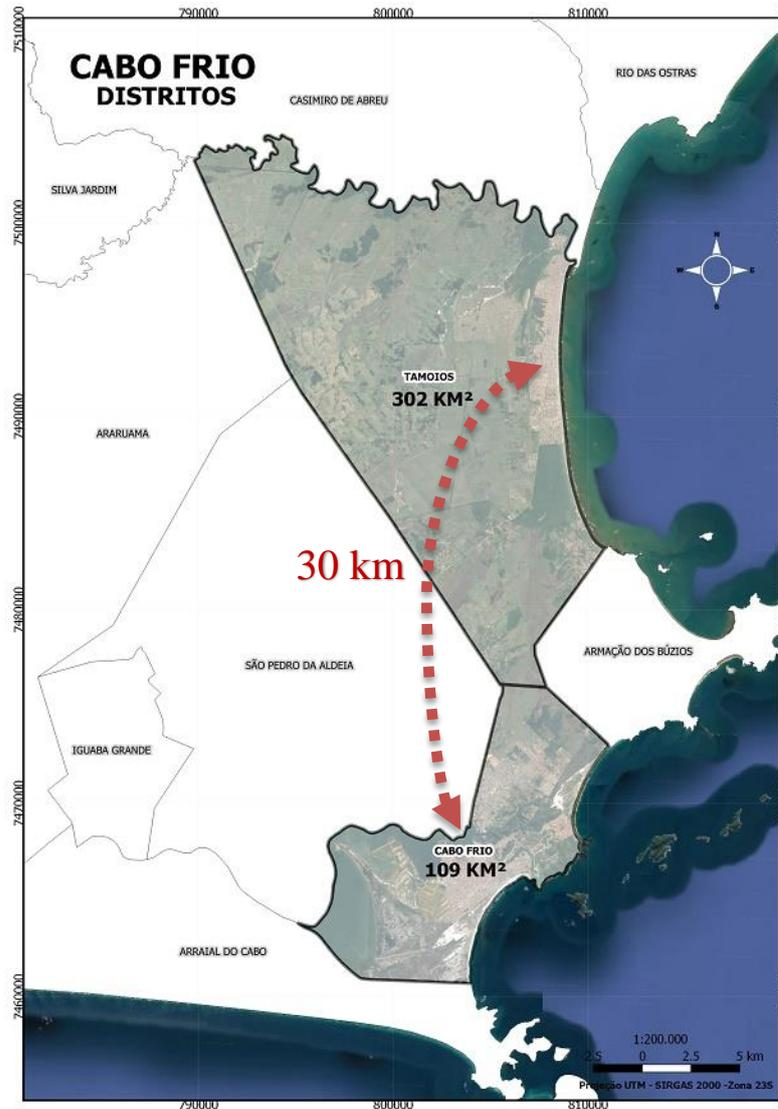 790000 800000 810000
7510000
CABO FRIO
DISTRITOS
RIO DAS OSTRAS
CASIMIRO DE ABREU
SILVA JARDIM
7500000
N
W E
S
TAMOIOS
302 KM²
7490000
ARARUAMA
30 km
7480000
ARMAÇÃO DOS BÚZIOS
SÃO PEDRO DA ALDEIA
IGUABA GRANDE
7470000
CABO FRIO
109 KM²
ARRAIAL DO CABO
7460000
1:200.000
2.5 0 2.5 5 km
Projeção UTM - SIRGAS 2000 -Zona 23S
790000 800000 810000